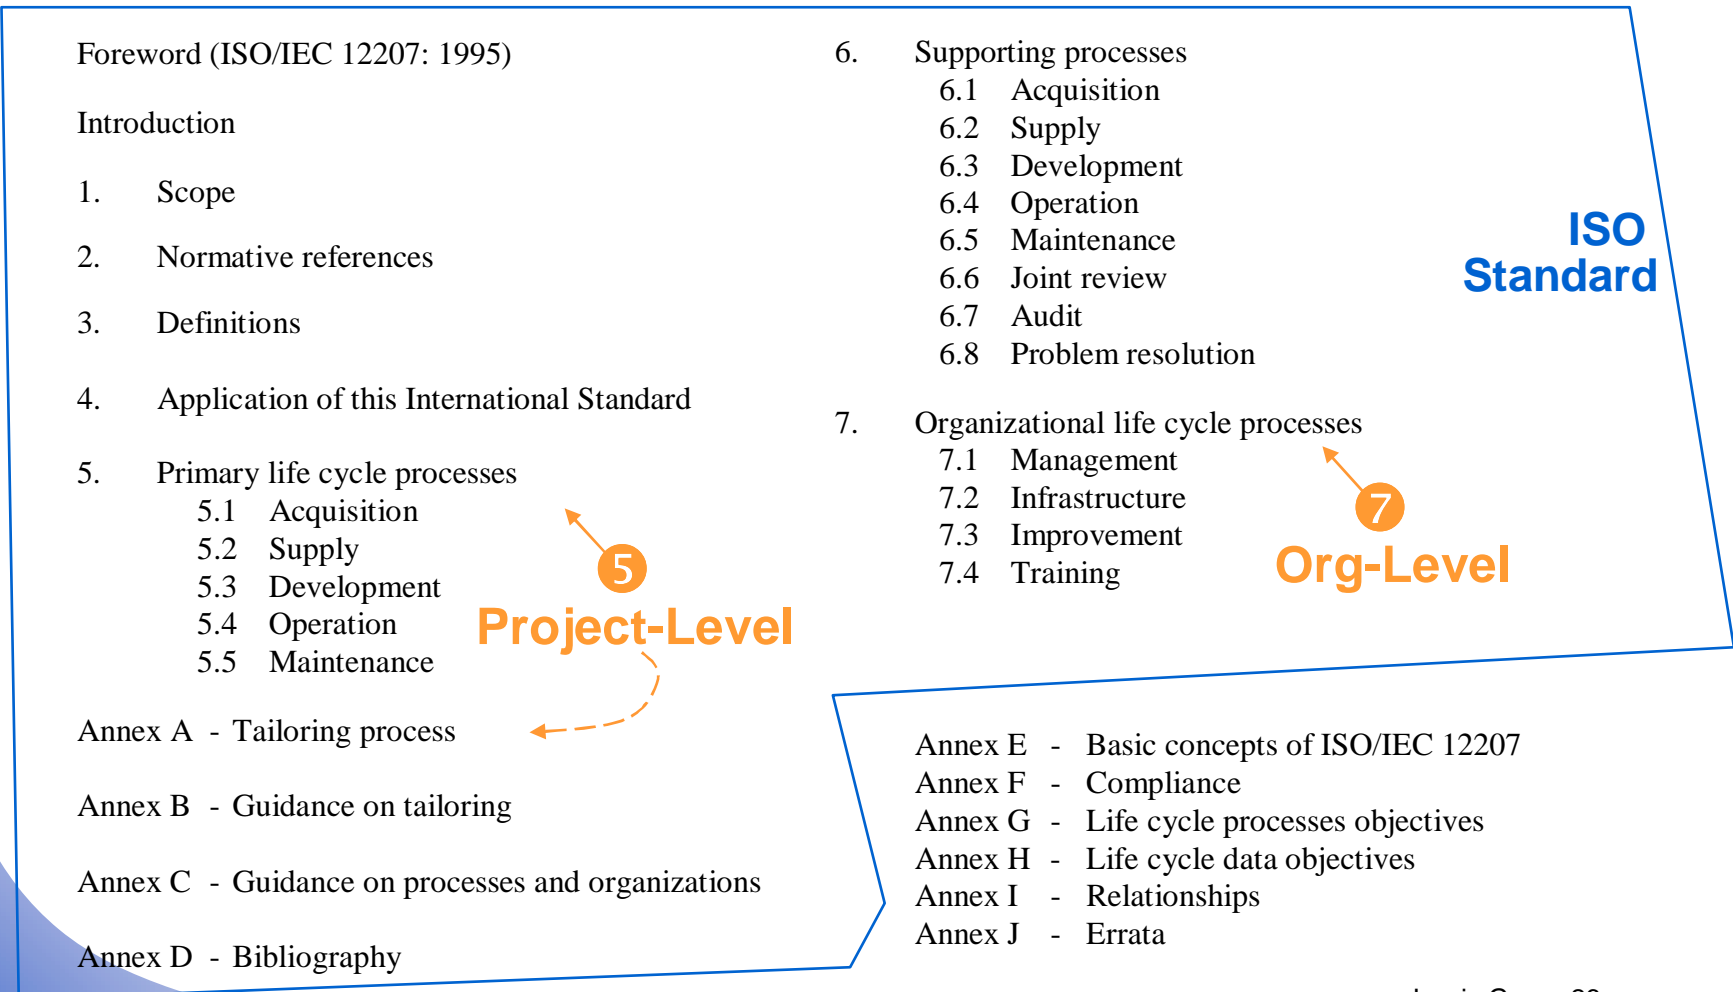 Foreword (ISO/IEC 12207: 1995)
Introduction
1. Scope
2. Normative references
3. Definitions
4. Application of this International Standard
5. Primary life cycle processes
5.1 Acquisition
5.2 Supply
5.3 Development
5.4 Operation
5.5 Maintenance
5
Project-Level
Annex A - Tailoring process
Annex B - Guidance on tailoring
Annex C - Guidance on processes and organizations
Annex D - Bibliography
6. Supporting processes
6.1 Acquisition
6.2 Supply
6.3 Development
6.4 Operation
6.5 Maintenance
6.6 Joint review
6.7 Audit
6.8 Problem resolution
ISO
Standard
7. Organizational life cycle processes
7.1 Management
7.2 Infrastructure
7.3 Improvement
7.4 Training
7
Org-Level
Annex E - Basic concepts of ISO/IEC 12207
Annex F - Compliance
Annex G - Life cycle processes objectives
Annex H - Life cycle data objectives
Annex I - Relationships
Annex J - Errata